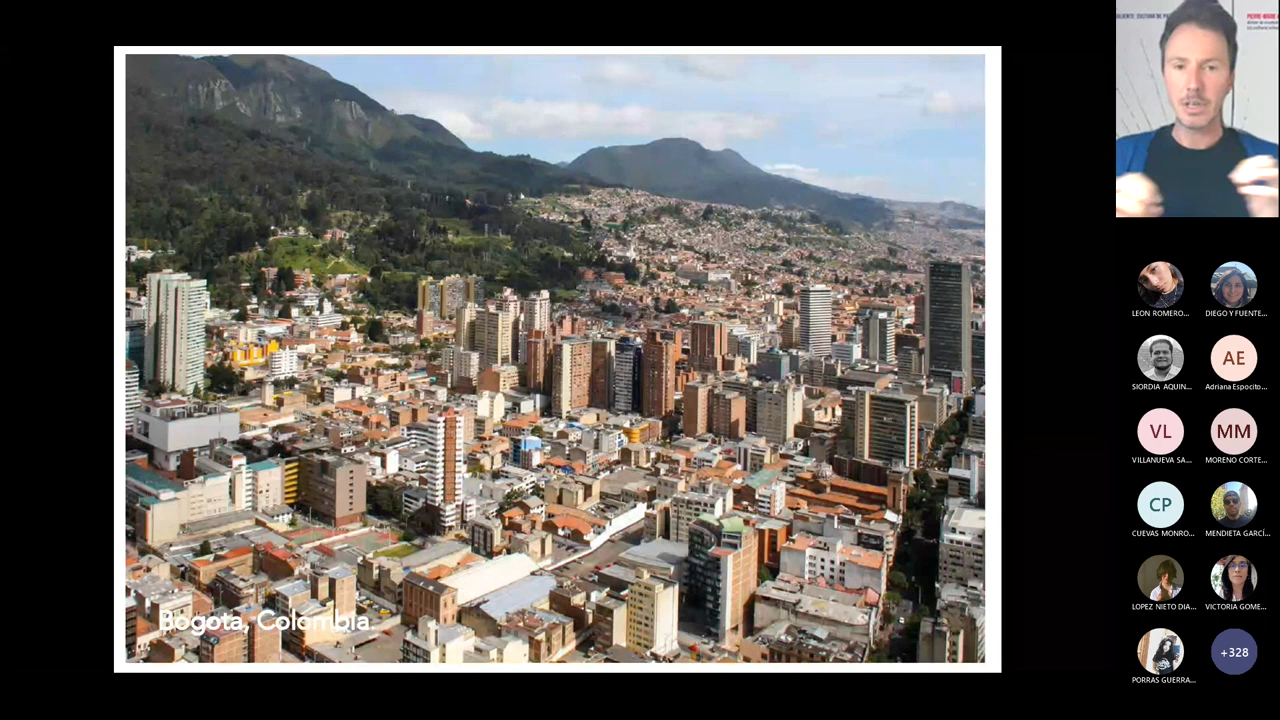 Bogota, Colombia
LEON ROMERO...
DIEGO Y FUENTE...
SIORDIA AQUIN...
AE
Adriana Espocito...
VL
VILLANUEVA SA...
MM
MORENO CORTE...
CP
CUEVAS MONRO...
MENDIETA GARCÍ...
LOPEZ NIETO DIA...
VICTORIA GOME...
PORRAS GUERRA...
+328